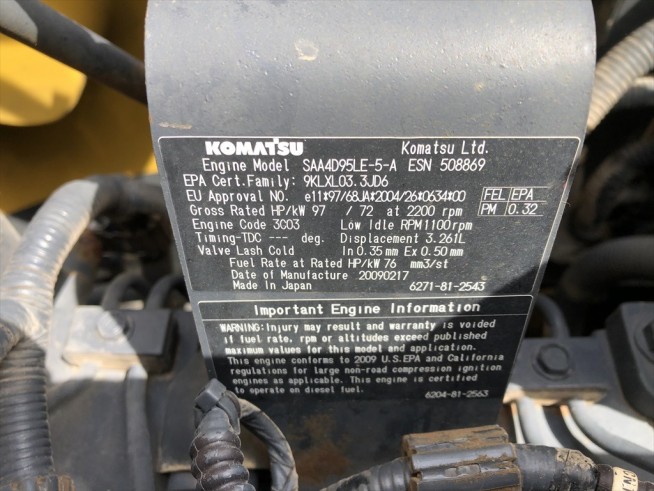 KOMATSU Komatsu Ltd.
Engine Model SAA4D95LE-5-A ESN 508869
EPA Cert.Family: 9KLXL03.3JD6
EU Approval NO. e11*97/68JA*2004/26*0634*00
FEL EPA
PM 0.32
Gross Rated HP/kW 97 / 72 at 2200 rpm
Engine Code 3C03 Low Idle RPM 1100rpm
Timing-TDC --- deg. Displacement 3.261L
Valve Lash Cold In 0.35 mm Ex 0.50 mm
Fuel Rate at Rated HP/kW 76 mm3/st
Date of Manufacture 20090217
Made In Japan 6271-81-2543
Important Engine Information
WARNING:Injury may result and warranty is voided
if fuel rate, rpm or altitudes exceed published
maximum values for this model and application.
This engine conforms to 2009 U.S.EPA and California
regulations for large non-road compression ignition
engines as applicable. This engine is certified
to operate on diesel fuel.
6204-81-2563